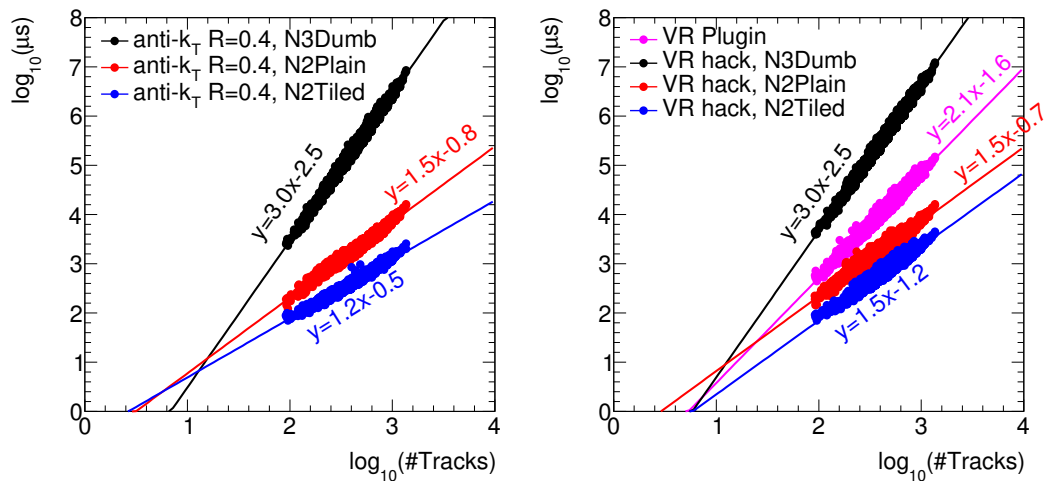 log₁₀(μs)
8
7
6
5
4
3
2
1
0
anti-k_T R=0.4, N3Dumb
anti-k_T R=0.4, N2Plain
anti-k_T R=0.4, N2Tiled
y=3.0x-2.5
y=1.5x-0.8
y=1.2x-0.5
0 1 2 3 4
log₁₀(#Tracks)
log₁₀(μs)
8
7
6
5
4
3
2
1
0
VR Plugin
VR hack, N3Dumb
VR hack, N2Plain
VR hack, N2Tiled
y=3.0x-2.5
y=2.1x-1.6
y=1.5x-0.7
y=1.5x-1.2
0 1 2 3 4
log₁₀(#Tracks)